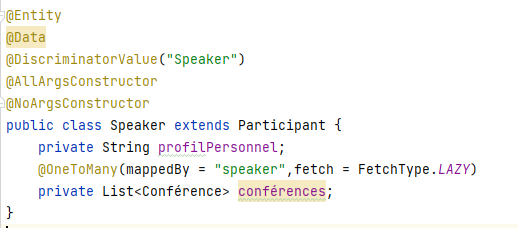 @Entity
@Data
@DiscriminatorValue("Speaker")
@AllArgsConstructor
@NoArgsConstructor
public class Speaker extends Participant {
    private String profilPersonnel;
    @OneToMany(mappedBy = "speaker",fetch = FetchType.LAZY)
    private List<Conférence> conférences;
}